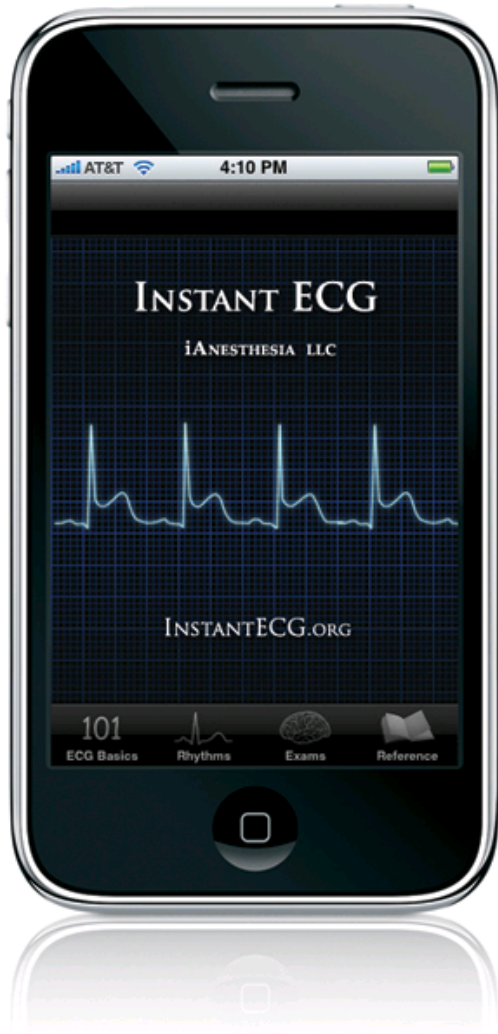 AT&T 4:10 PM
INSTANT ECG
iANESTHESIA LLC
INSTANTECG.ORG
101
ECG Basics Rhythms Exams Reference